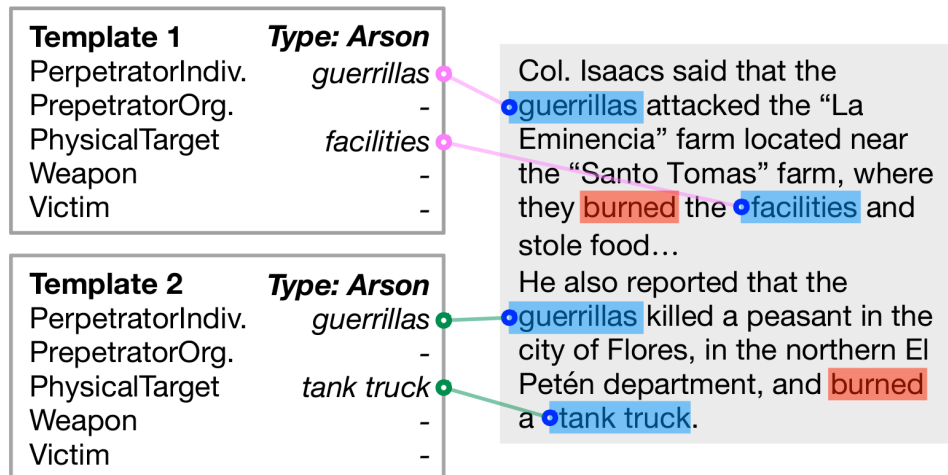 Template 1 Type: Arson
PerpetratorIndiv. guerrillas
PrepetratorOrg. -
PhysicalTarget facilities
Weapon -
Victim -
Template 2 Type: Arson
PerpetratorIndiv. guerrillas
PrepetratorOrg. -
PhysicalTarget tank truck
Weapon -
Victim -
Col. Isaacs said that the
guerrillas attacked the “La
Eminencia” farm located near
the “Santo Tomas” farm, where
they burned the facilities and
stole food…
He also reported that the
guerrillas killed a peasant in the
city of Flores, in the northern El
Petén department, and burned
a tank truck.